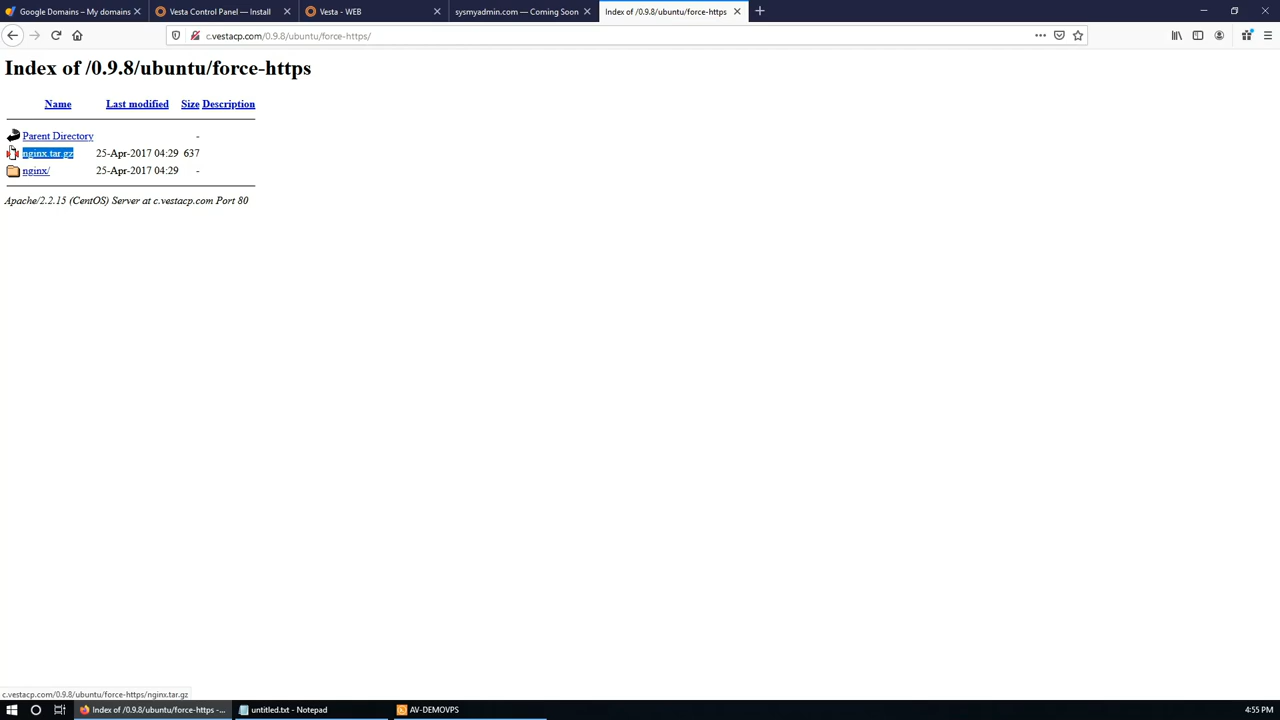 Google Domains – My domains
Vesta Control Panel — Install
Vesta - WEB
sysmyadmin.com — Coming Soon
Index of /0.9.8/ubuntu/force-https
c.vestacp.com/0.9.8/ubuntu/force-https/
Index of /0.9.8/ubuntu/force-https
Name Last modified Size Description
Parent Directory -
nginx.tar.gz 25-Apr-2017 04:29 637
nginx/ 25-Apr-2017 04:29 -
Apache/2.2.15 (CentOS) Server at c.vestacp.com Port 80
c.vestacp.com/0.9.8/ubuntu/force-https/nginx.tar.gz
Index of /0.9.8/ubuntu/force-https -...
untitled.txt - Notepad
AV-DEMOVPS
4:55 PM